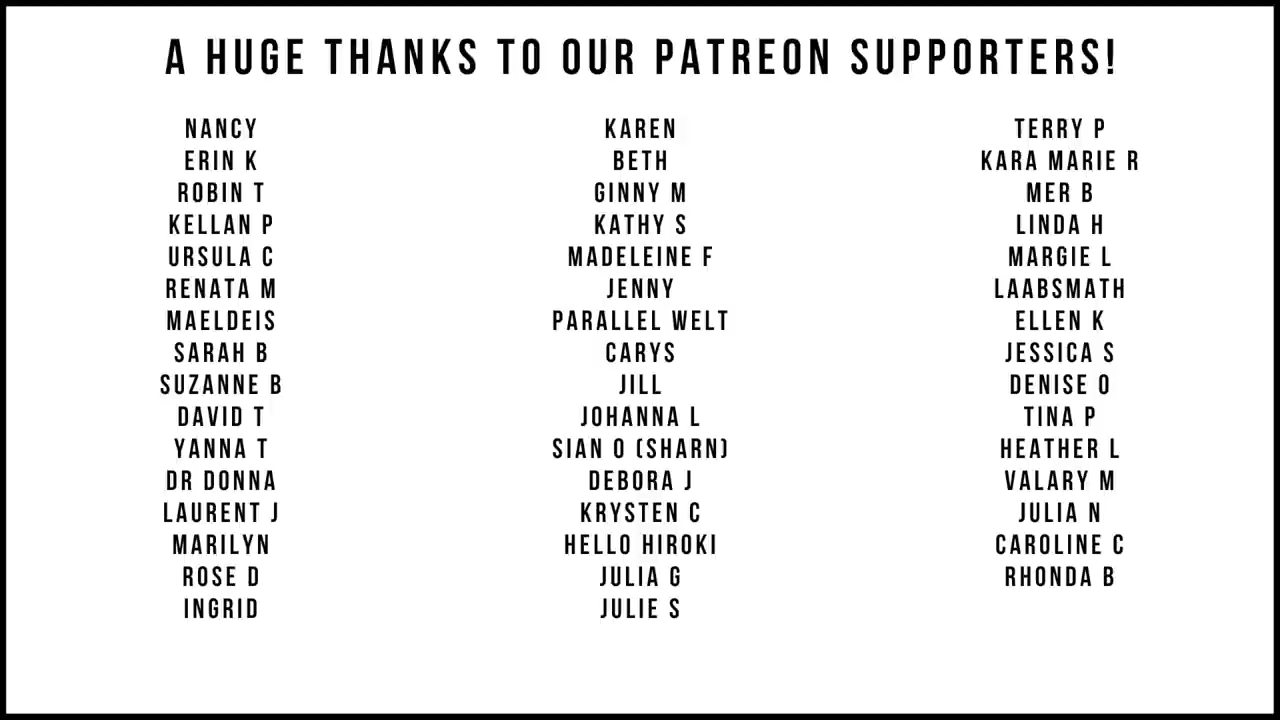 A HUGE THANKS TO OUR PATREON SUPPORTERS!
NANCY
ERIN K
ROBIN T
KELLAN P
URSULA C
RENATA M
MAELDEIS
SARAH B
SUZANNE B
DAVID T
YANNA T
DR DONNA
LAURENT J
MARILYN
ROSE D
INGRID
KAREN
BETH
GINNY M
KATHY S
MADELEINE F
JENNY
PARALLEL WELT
CARYS
JILL
JOHANNA L
SIAN O (SHARN)
DEBORA J
KRYSTEN C
HELLO HIROKI
JULIA G
JULIE S
TERRY P
KARA MARIE R
MER B
LINDA H
MARGIE L
LAABSMATH
ELLEN K
JESSICA S
DENISE O
TINA P
HEATHER L
VALARY M
JULIA N
CAROLINE C
RHONDA B